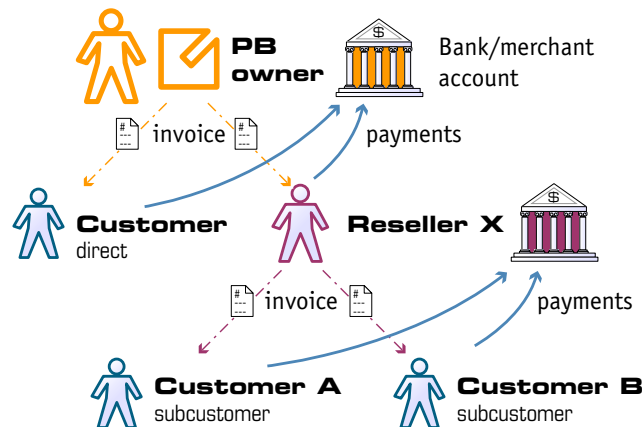 PB
owner
$
Bank/merchant
account
#
invoice
#
payments
Customer
direct
Reseller X
$
#
invoice
#
payments
Customer A
subcustomer
Customer B
subcustomer